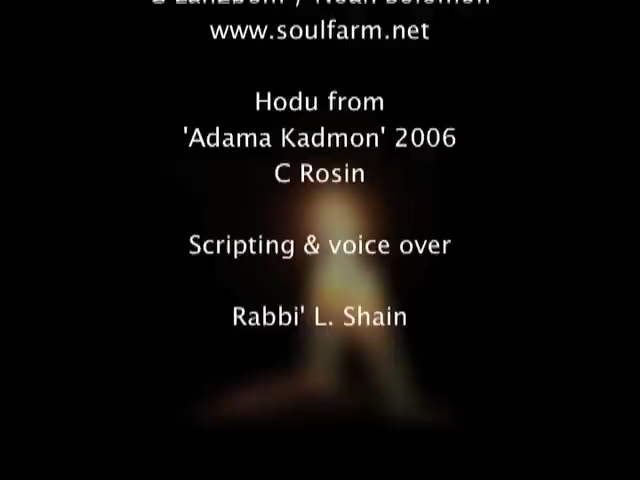 www.soulfarm.net
Hodu from
'Adama Kadmon' 2006
C Rosin
Scripting & voice over
Rabbi' L. Shain